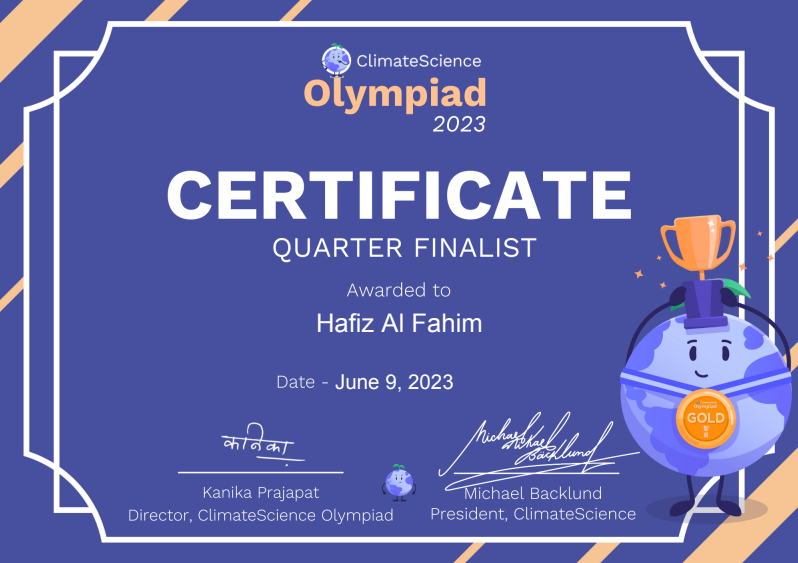 ClimateScience
Olympiad
2023
CERTIFICATE
QUARTER FINALIST
Awarded to
Hafiz Al Fahim
Date - June 9, 2023
GOLD
कनिका
Michael Backlund
Kanika Prajapat
Michael Backlund
Director, ClimateScience Olympiad
President, ClimateScience